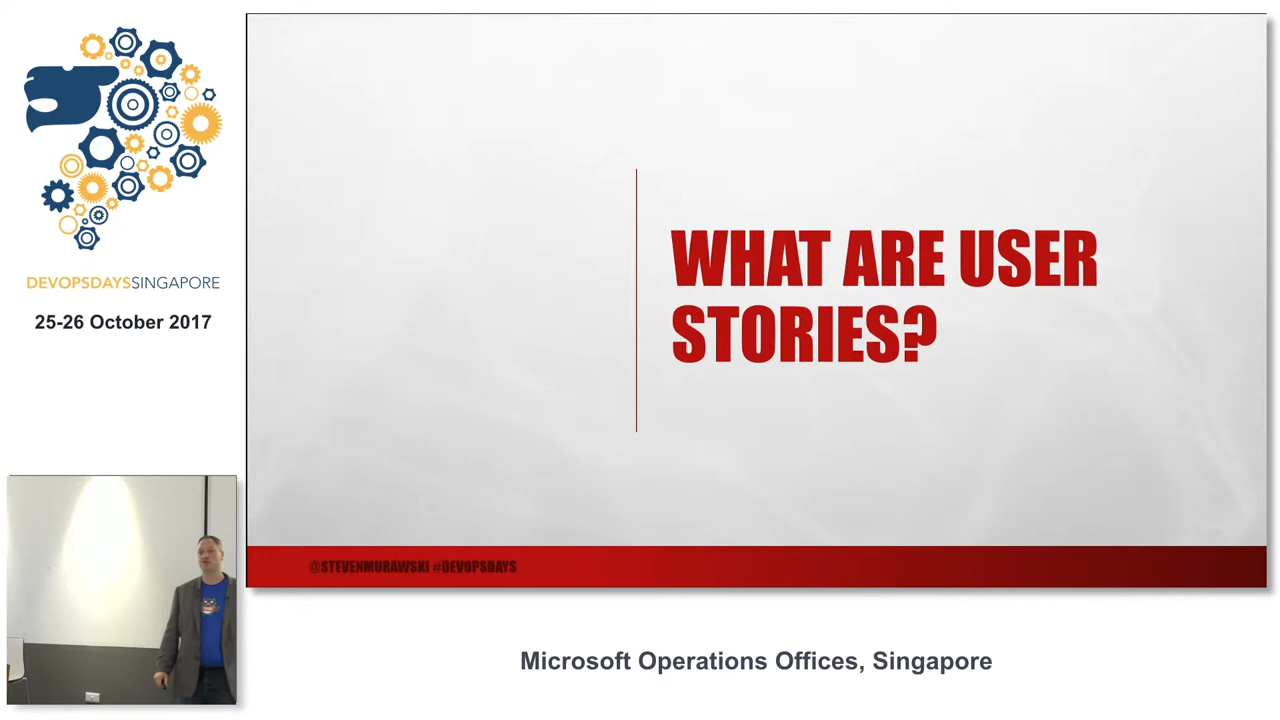 DEVOPSDAYSSINGAPORE
25-26 October 2017
WHAT ARE USER
STORIES?
@STEVENMURAWSKI #DEVOPSDAYS
Microsoft Operations Offices, Singapore